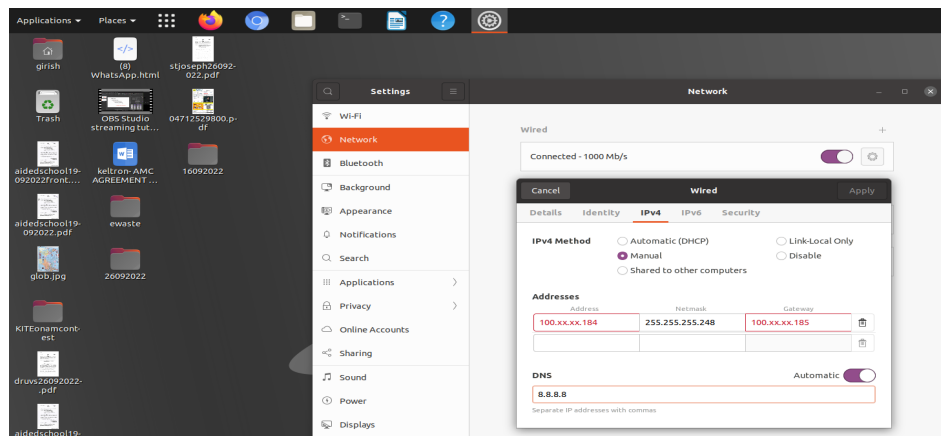 Applications
Places
girish
(8)
WhatsApp.html
stjoseph26092-
022.pdf
Trash
OBS Studio
streaming tut...
04712529800.p-
df
aidedschool19-
092022front....
keltron- AMC
AGREEMENT ...
16092022
aidedschool19-
092022.pdf
ewaste
glob.jpg
26092022
KITEonamcont-
est
druvs26092022-
.pdf
aidedschool19-
Settings
Wi-Fi
Network
Bluetooth
Background
Appearance
Notifications
Search
Applications
Privacy
Online Accounts
Sharing
Sound
Power
Displays
Network
Wired
Connected - 1000 Mb/s
Cancel
Wired
Apply
Details
Identity
IPv4
IPv6
Security
IPv4 Method
Automatic (DHCP)
Link-Local Only
Manual
Disable
Shared to other computers
Addresses
Address
Netmask
Gateway
100.xx.xx.184
255.255.255.248
100.xx.xx.185
DNS
Automatic
8.8.8.8
Separate IP addresses with commas